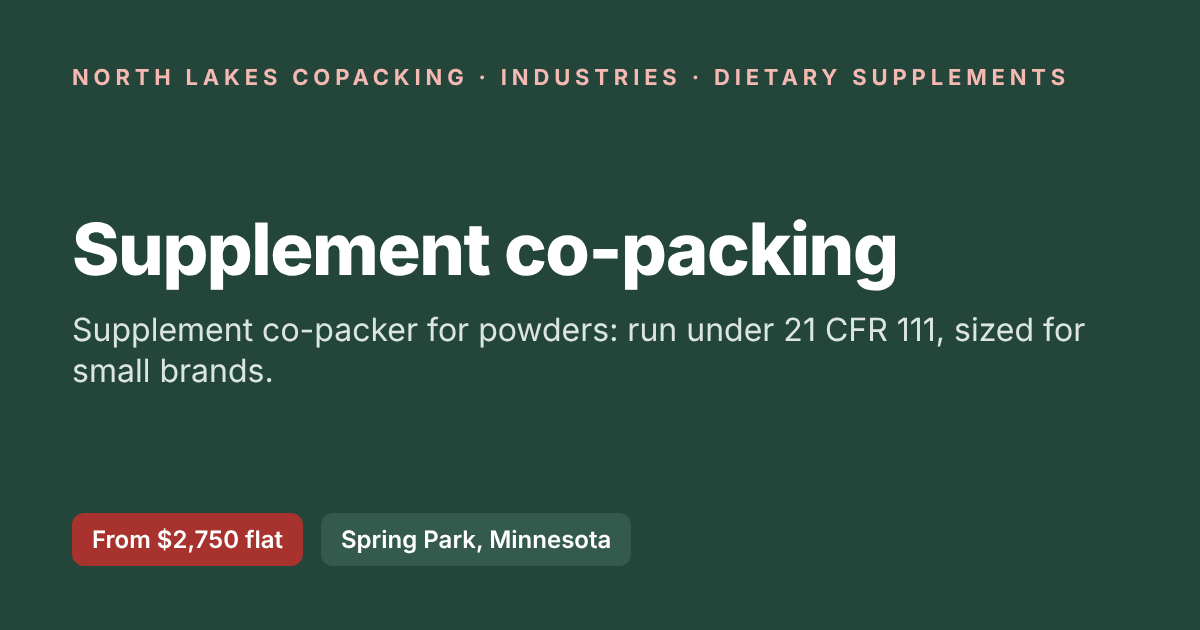 NORTH LAKES COPACKING · INDUSTRIES · DIETARY SUPPLEMENTS
Supplement co-packing
Supplement co-packer for powders: run under 21 CFR 111, sized for
small brands.
From $2,750 flat
Spring Park, Minnesota